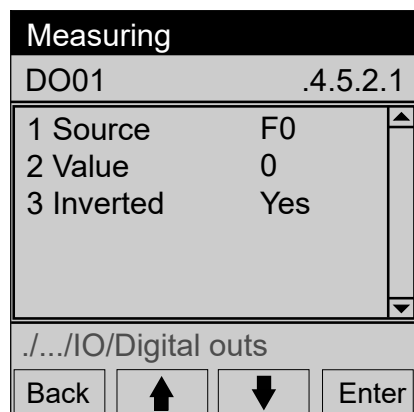 Measuring
DO01 .4.5.2.1
1 Source F0
2 Value 0
3 Inverted Yes
./.../IO/Digital outs
Back Enter